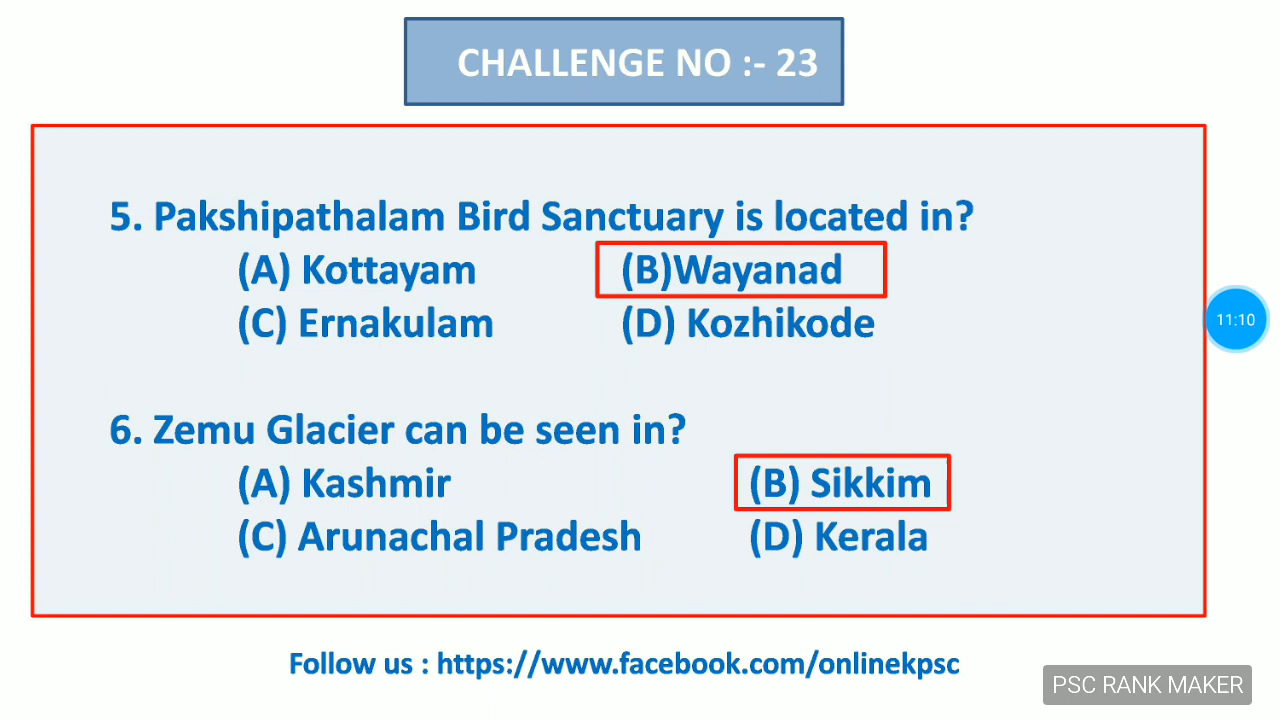 CHALLENGE NO :- 23
5. Pakshipathalam Bird Sanctuary is located in?
(A) Kottayam (B)Wayanad
(C) Ernakulam (D) Kozhikode
11:10
6. Zemu Glacier can be seen in?
(A) Kashmir (B) Sikkim
(C) Arunachal Pradesh (D) Kerala
Follow us : https://www.facebook.com/onlinekpsc
PSC RANK MAKER